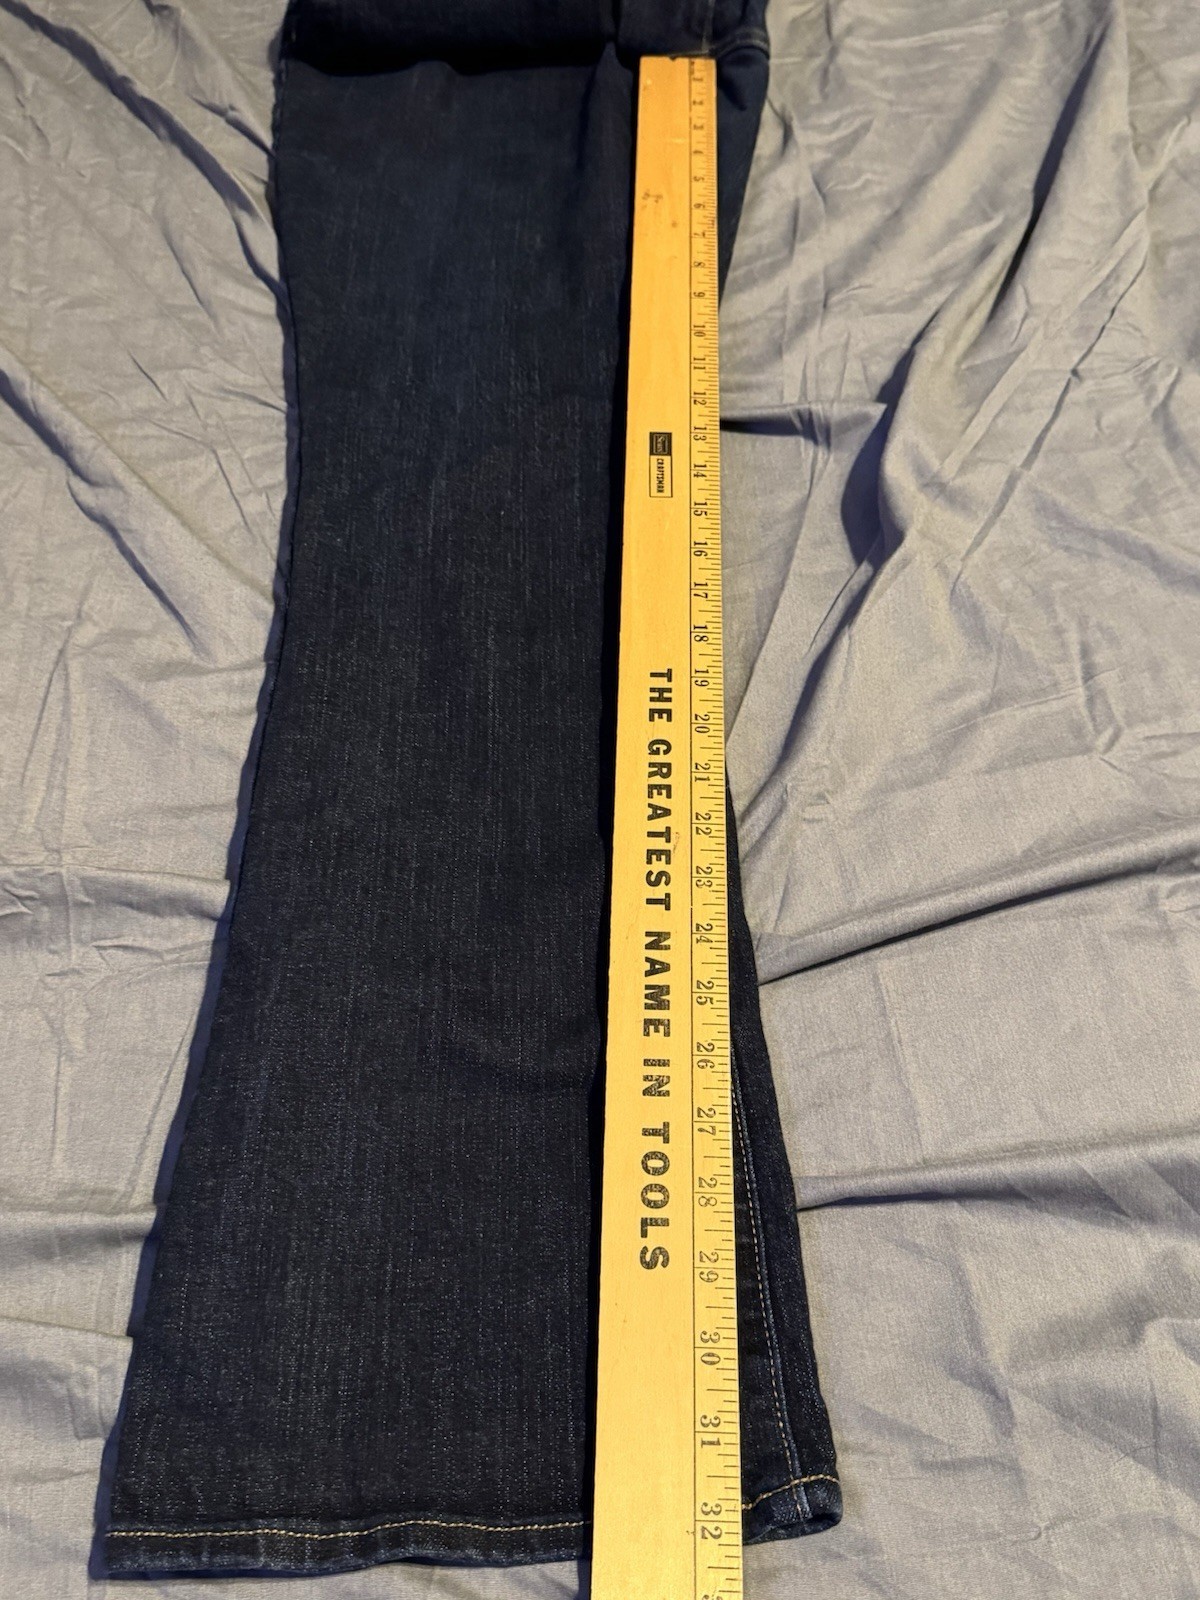 1 2 3 4 5 6 7 8 9 10 11 12 13 14 15 16 17 18 19 20 21 22 23 24 25 26 27 28 29 30 31 32
Sears
CRAFTSMAN
THE GREATEST NAME IN TOOLS